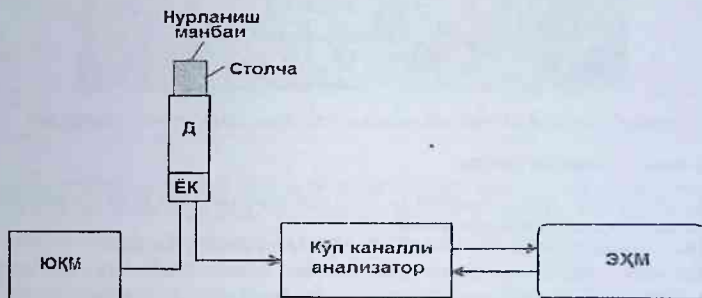 Нурланиш
манбаи
Столча
Д
ЁК
ЮҚМ
Кўп каналли
анализатор
ЭҲМ